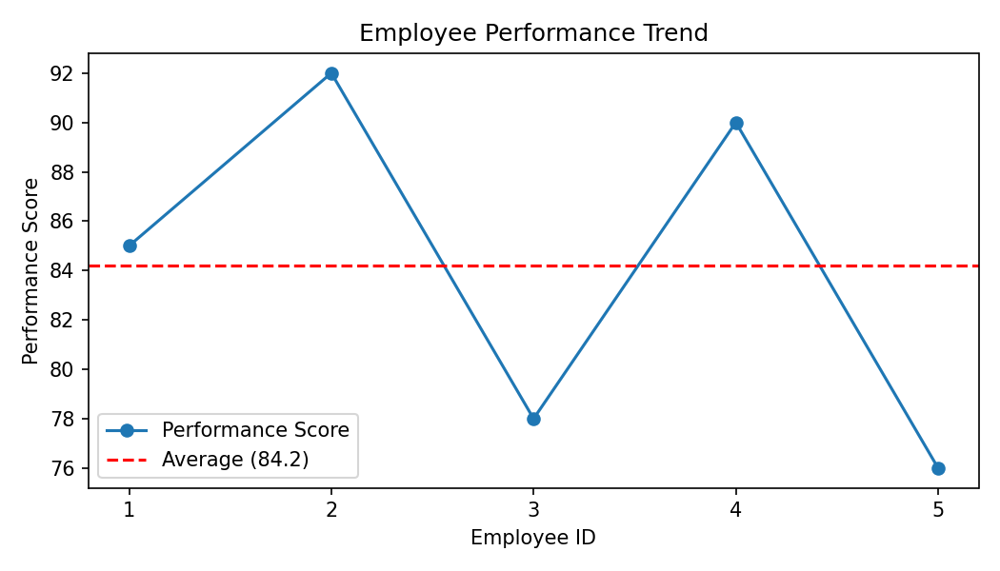 Employee Performance Trend
Performance Score
92
90
88
86
84
82
80
78
76
Performance Score
Average (84.2)
1 2 3 4 5
Employee ID